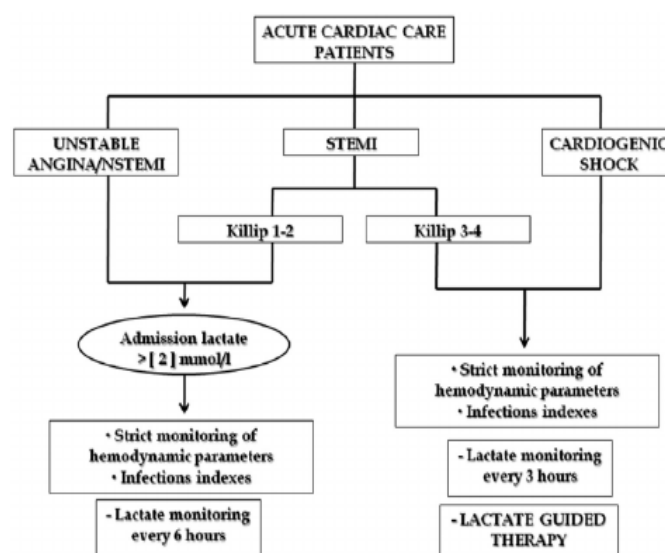 ACUTE CARDIAC CARE
PATIENTS
UNSTABLE
ANGINA/NSTEMI
STEMI
CARDIOGENIC
SHOCK
Killip 1-2
Killip 3-4
Admission lactate
>[ 2] mmol/l
• Strict monitoring of
hemodynamic parameters
• Infections indexes
- Lactate monitoring
every 6 hours
• Strict monitoring of
hemodynamic parameters
• Infections indexes
- Lactate monitoring
every 3 hours
- LACTATE GUIDED
THERAPY